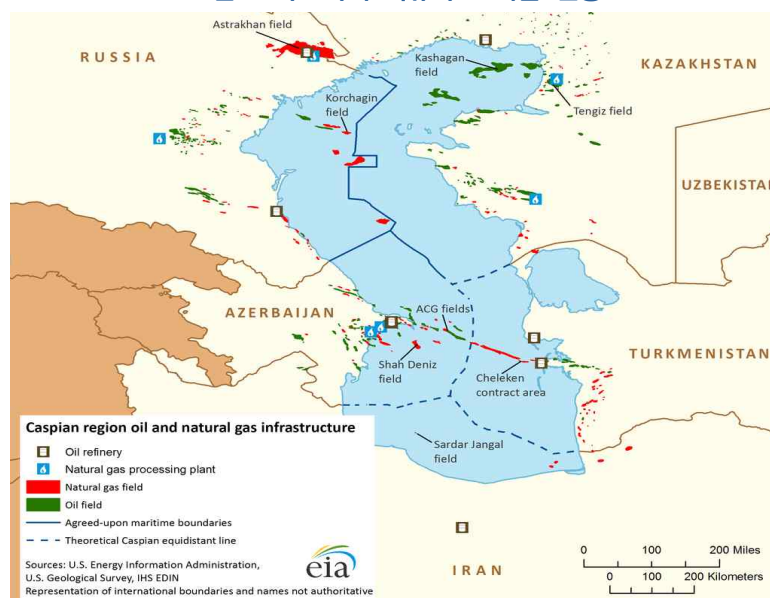 Astrakhan field
RUSSIA
Kashagan
field
KAZAKHSTAN
Korchagin
field
Tengiz field
UZBEKISTA
AZERBAIJAN
ACG fields
Shah Deniz
field
Cheleken
contract area
TURKMENISTAN
Sardar Jangal
field
Caspian region oil and natural gas infrastructure
Oil refinery
Natural gas processing plant
Natural gas field
Oil field
Agreed-upon maritime boundaries
Theoretical Caspian equidistant line
Sources: U.S. Energy Information Administration,
U.S. Geological Survey, IHS EDIN
Representation of international boundaries and names not authoritative
eia
IRAN
0 100 200 Miles
0 100 200 Kilometers